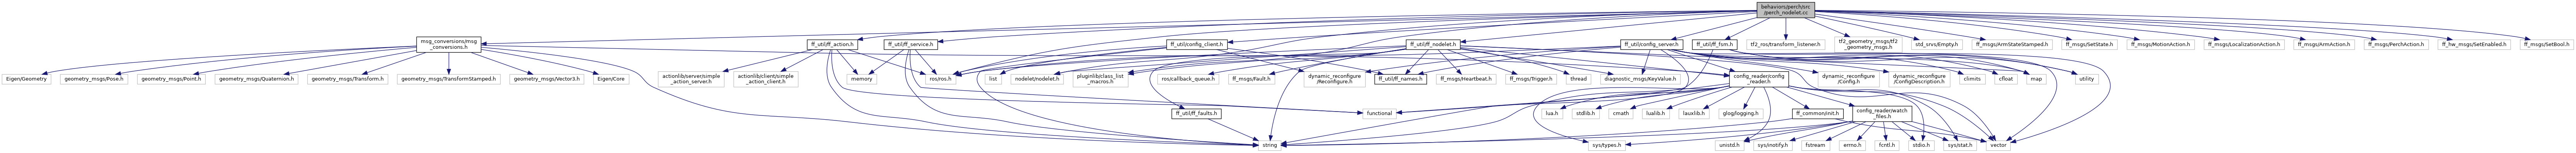 behaviors/perch/src
/perch_nodelet.cc
msg_conversions/msg
_conversions.h
ff_util/ff_action.h
ff_util/ff_service.h
ff_util/config_client.h
ff_util/ff_nodelet.h
ff_util/config_server.h
ff_util/ff_fsm.h
tf2_ros/transform_listener.h
tf2_geometry_msgs/tf2
_geometry_msgs.h
std_srvs/Empty.h
ff_msgs/ArmStateStamped.h
ff_msgs/SetState.h
ff_msgs/MotionAction.h
ff_msgs/LocalizationAction.h
ff_msgs/ArmAction.h
ff_msgs/PerchAction.h
ff_hw_msgs/SetEnabled.h
ff_msgs/SetBool.h
Eigen/Geometry
geometry_msgs/Pose.h
geometry_msgs/Point.h
geometry_msgs/Quaternion.h
geometry_msgs/Transform.h
geometry_msgs/TransformStamped.h
geometry_msgs/Vector3.h
Eigen/Core
actionlib/server/simple
_action_server.h
actionlib/client/simple
_action_client.h
memory
ros/ros.h
list
nodelet/nodelet.h
pluginlib/class_list
_macros.h
ros/callback_queue.h
ff_msgs/Fault.h
dynamic_reconfigure
/Reconfigure.h
ff_util/ff_names.h
ff_msgs/Heartbeat.h
ff_msgs/Trigger.h
thread
diagnostic_msgs/KeyValue.h
config_reader/config
_reader.h
dynamic_reconfigure
/Config.h
dynamic_reconfigure
/ConfigDescription.h
climits
cfloat
map
utility
ff_util/ff_faults.h
functional
lua.h
stdlib.h
cmath
lualib.h
lauxlib.h
glog/logging.h
ff_common/init.h
config_reader/watch
_files.h
string
sys/types.h
unistd.h
sys/inotify.h
fstream
errno.h
fcntl.h
stdio.h
sys/stat.h
vector